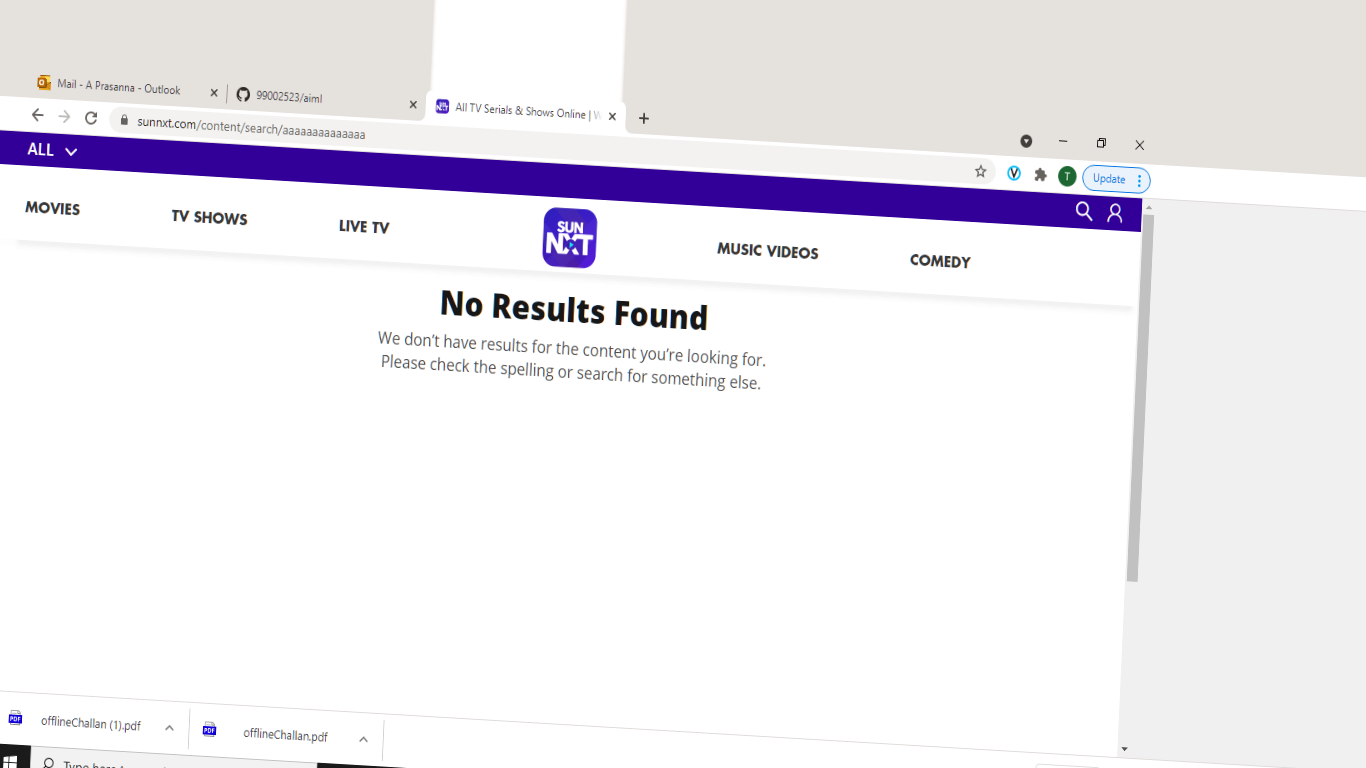 Mail - A Prasanna - Outlook
99002523/aiml
All TV Serials & Shows Online |
sunnxt.com/content/search/aaaaaaaaaaaaaa
Update
T
V
ALL
MOVIES
TV SHOWS
LIVE TV
SUN
NXT
MUSIC VIDEOS
COMEDY
No Results Found
We don't have results for the content you're looking for.
Please check the spelling or search for something else.
PDF
offlineChallan (1).pdf
PDF
offlineChallan.pdf
Type here